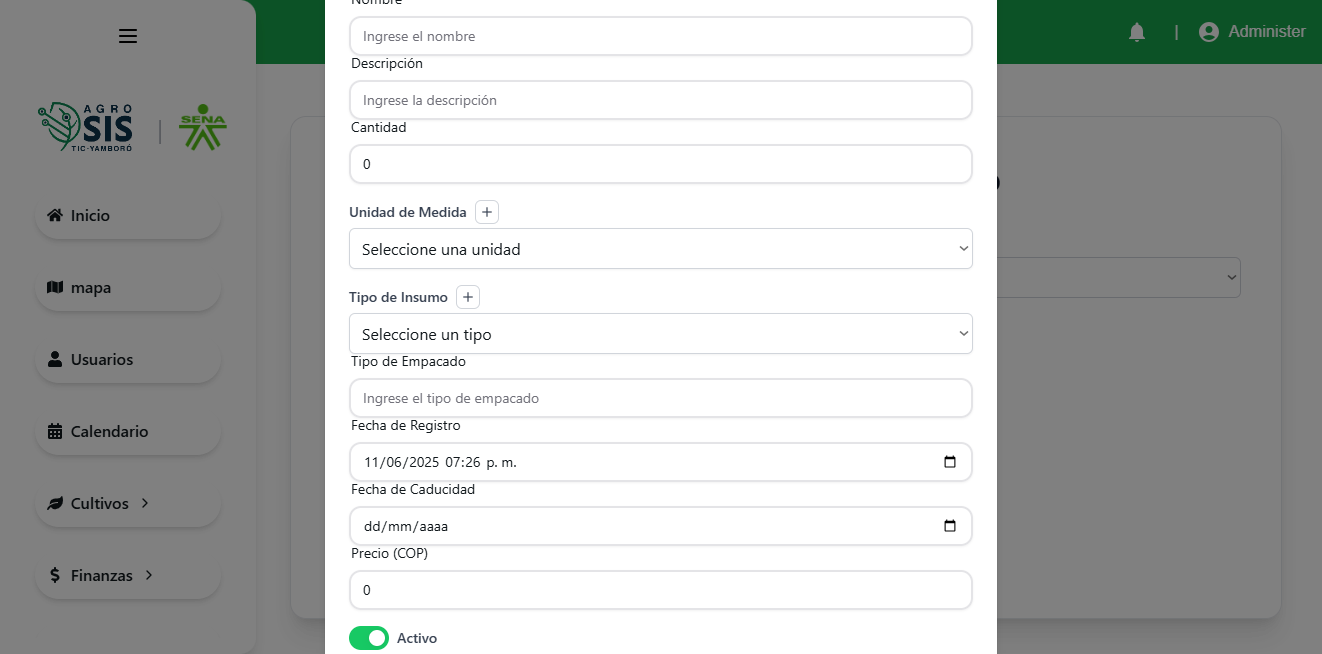 Nombre
Ingrese el nombre
Descripción
Ingrese la descripción
Cantidad
0
Unidad de Medida +
Seleccione una unidad
Tipo de Insumo +
Seleccione un tipo
Tipo de Empacado
Ingrese el tipo de empacado
Fecha de Registro
11/06/2025 07:26 p. m.
Fecha de Caducidad
dd/mm/aaaa
Precio (COP)
0
Activo
| Administer
AGRO
SIS
TIC-YAMBORÓ
| SENA
Inicio
mapa
Usuarios
Calendario
Cultivos
Finanzas